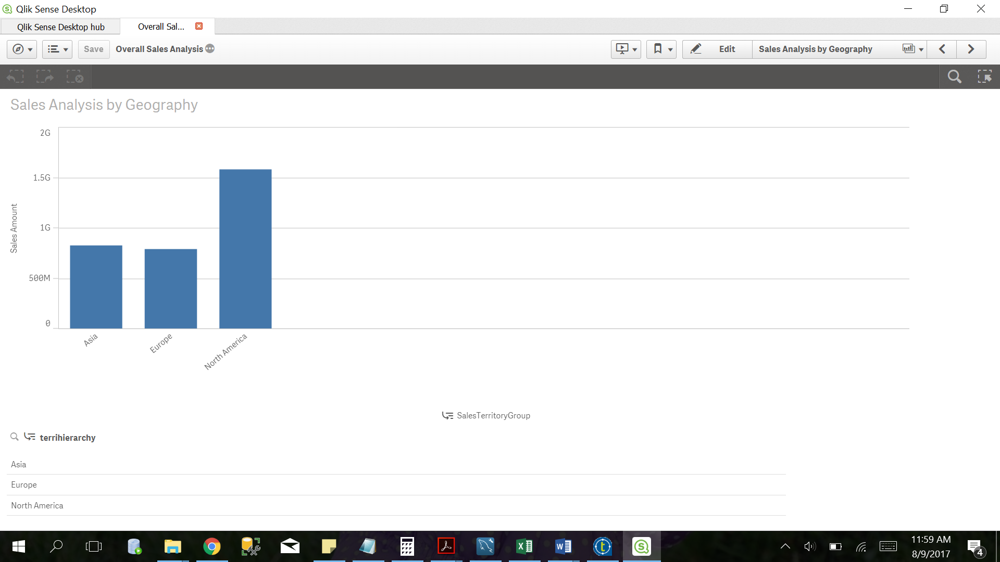 Qlik Sense Desktop
Qlik Sense Desktop hub
Overall Sal...
Save
Overall Sales Analysis
Edit
Sales Analysis by Geography
Sales Analysis by Geography
2G
1.5G
1G
500M
0
Sales Amount
Asia
Europe
North America
SalesTerritoryGroup
terrihierarchy
Asia
Europe
North America
11:59 AM
8/9/2017
4